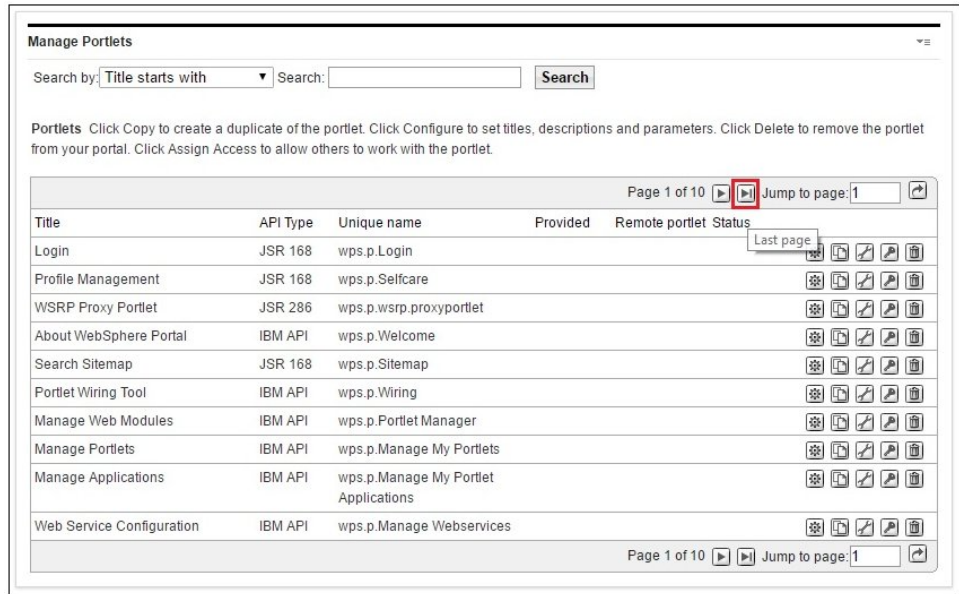 Manage Portlets
Search by: Title starts with Search: Search
Portlets Click Copy to create a duplicate of the portlet. Click Configure to set titles, descriptions and parameters. Click Delete to remove the portlet
from your portal. Click Assign Access to allow others to work with the portlet.
Page 1 of 10 Jump to page: 1
Title API Type Unique name Provided Remote portlet Status
Last page
Login JSR 168 wps.p.Login
Profile Management JSR 168 wps.p.Selfcare
WSRP Proxy Portlet JSR 286 wps.p.wsrp.proxyportlet
About WebSphere Portal IBM API wps.p.Welcome
Search Sitemap JSR 168 wps.p.Sitemap
Portlet Wiring Tool IBM API wps.p.Wiring
Manage Web Modules IBM API wps.p.Portlet Manager
Manage Portlets IBM API wps.p.Manage My Portlets
Manage Applications IBM API wps.p.Manage My Portlet
Applications
Web Service Configuration IBM API wps.p.Manage Webservices
Page 1 of 10 Jump to page: 1